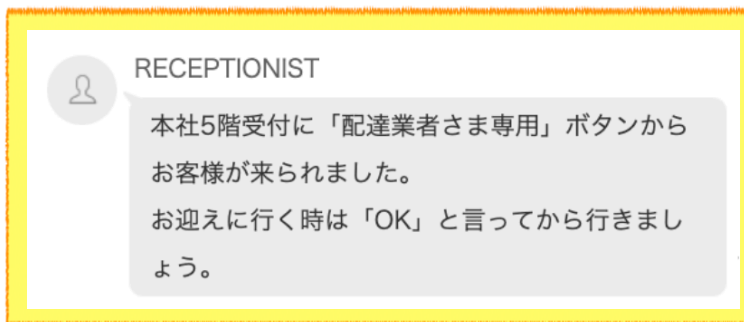 RECEPTIONIST
本社5階受付に「配達業者さま専用」ボタンから
お客様が来られました。
お迎えに行く時は「OK」と言ってから行きまし
ょう。